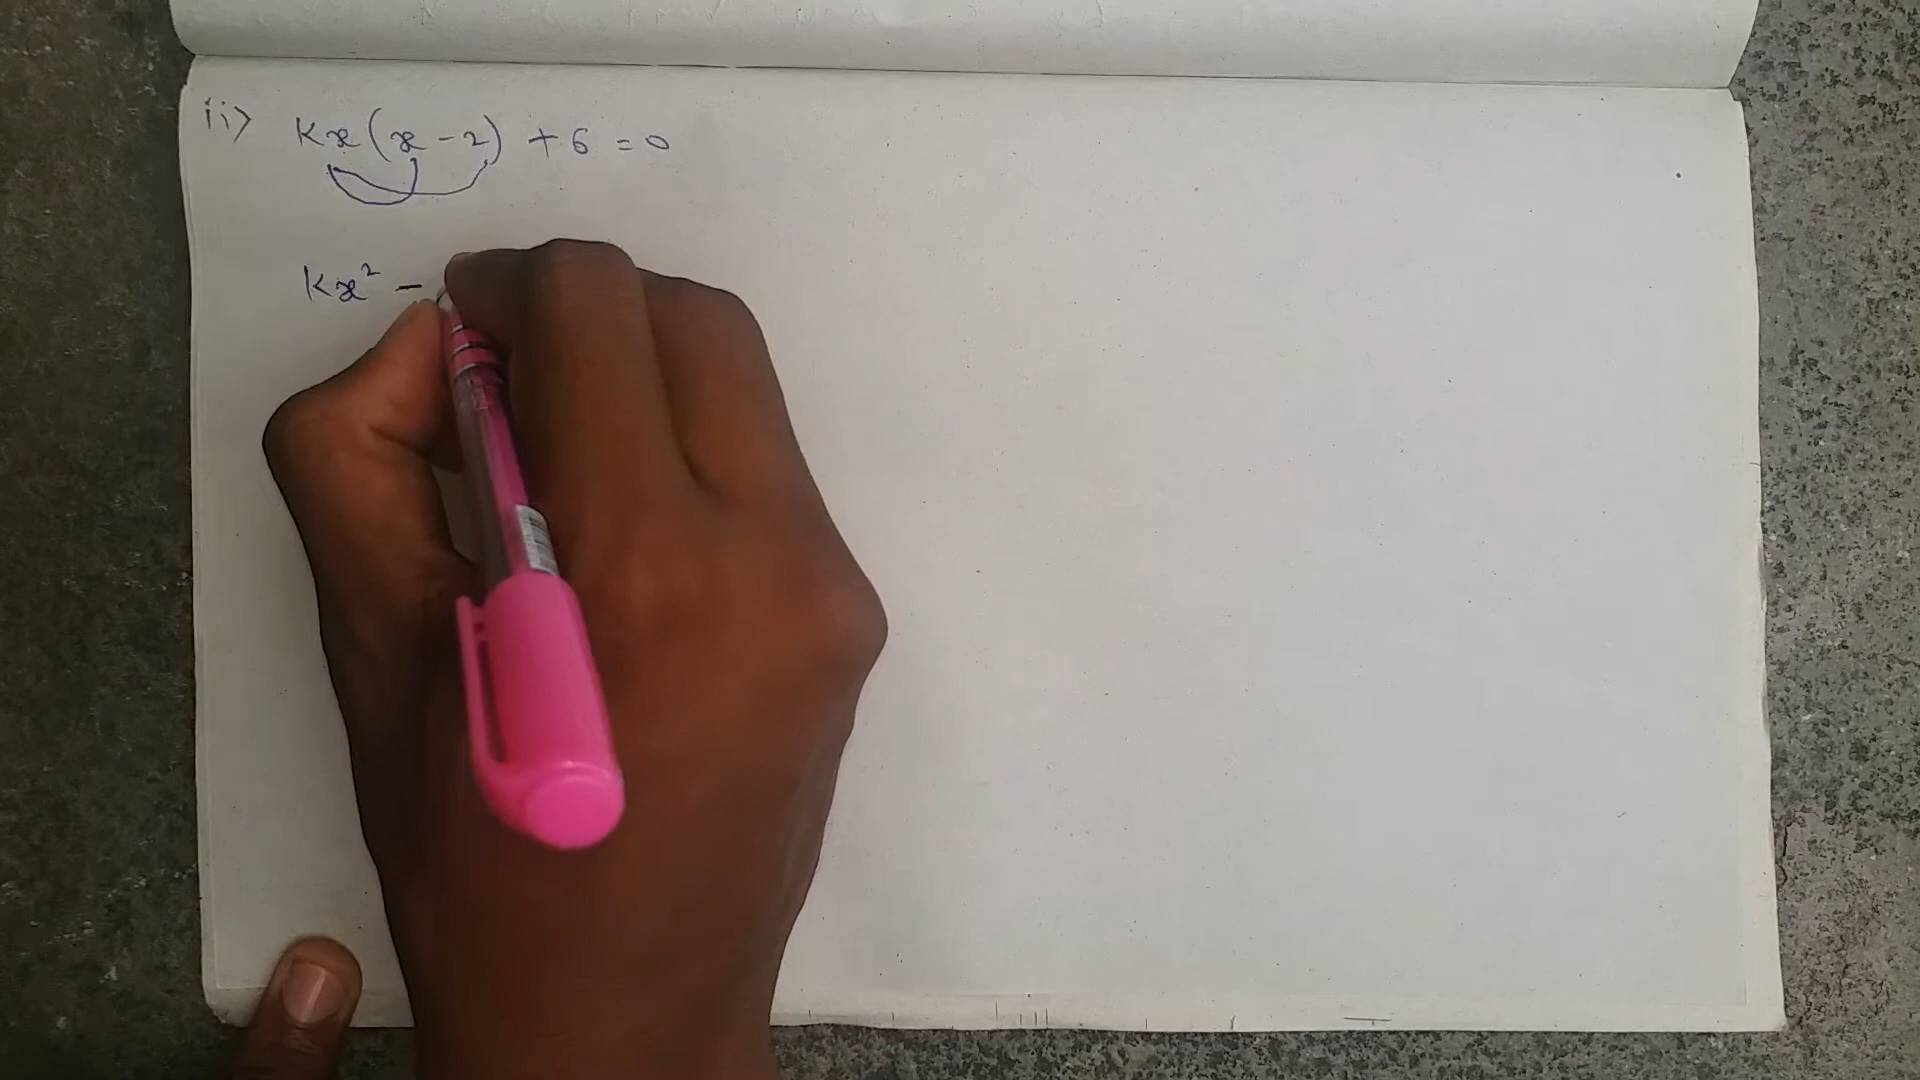 ii) Kx(x-2) + 6 = 0
Kx² -